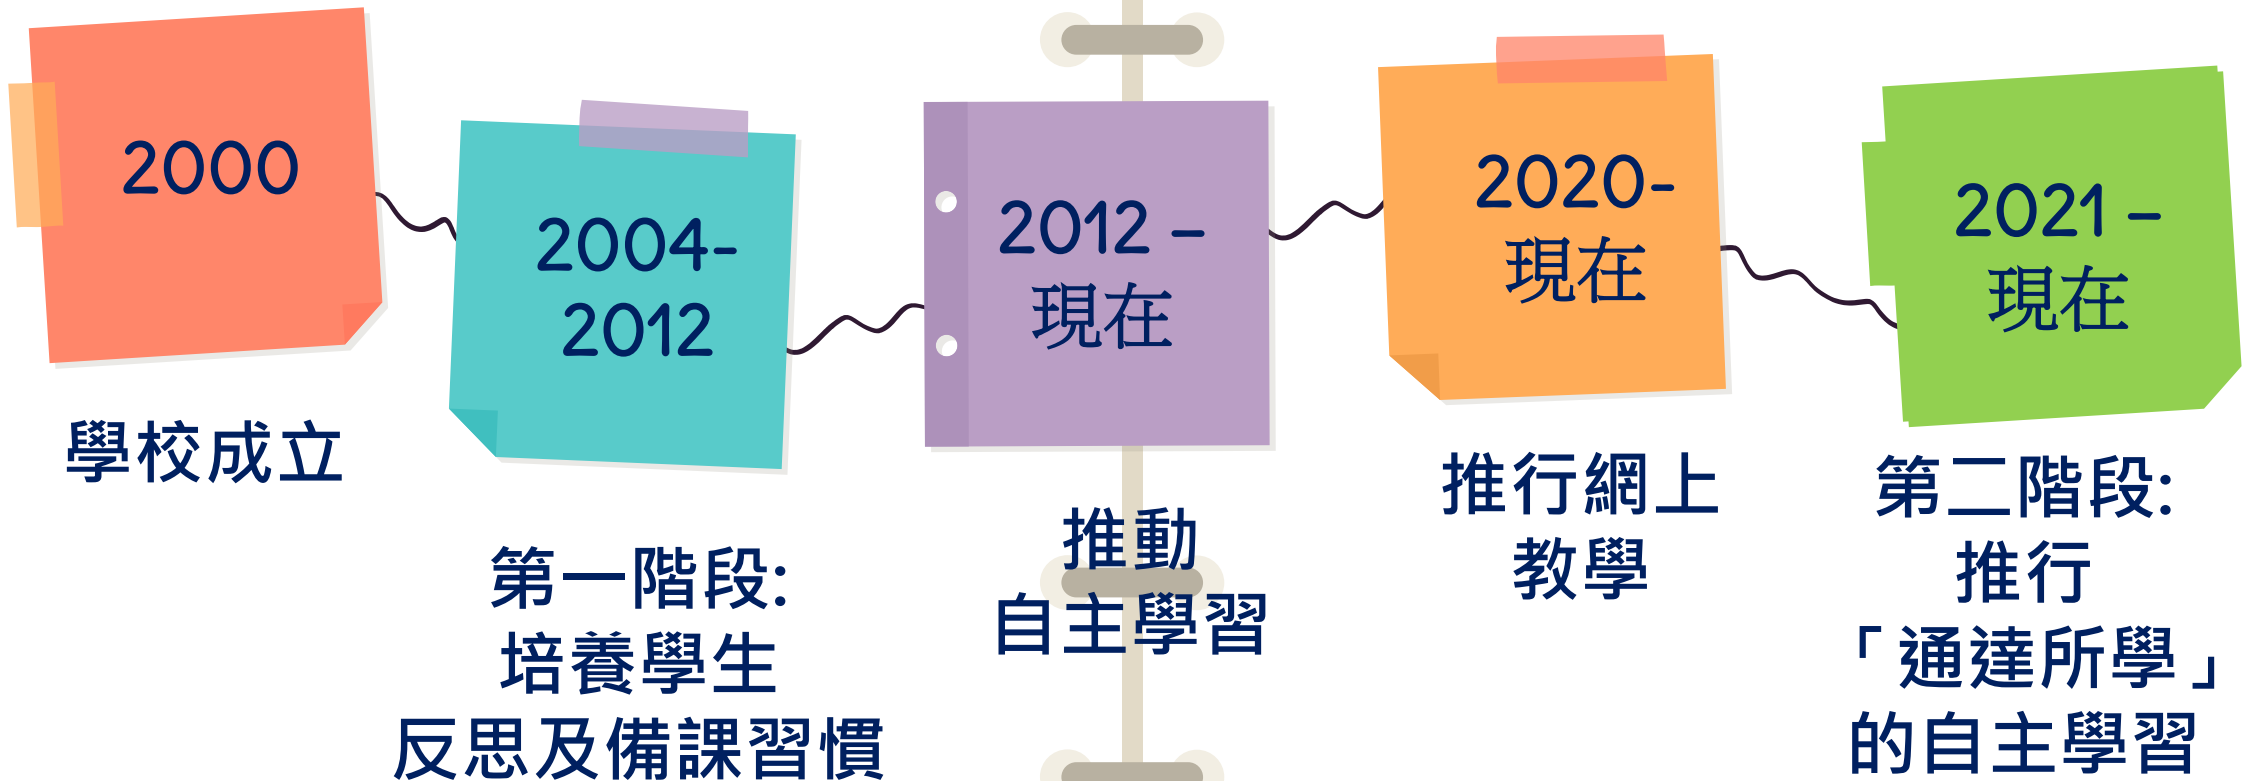 2000
學校成立
2004-
2012
第一階段:
培養學生
反思及備課習慣
2012 –
現在
推動
自主學習
2020-
現在
推行網上
教學
2021 –
現在
第二階段:
推行
「通達所學」
的自主學習